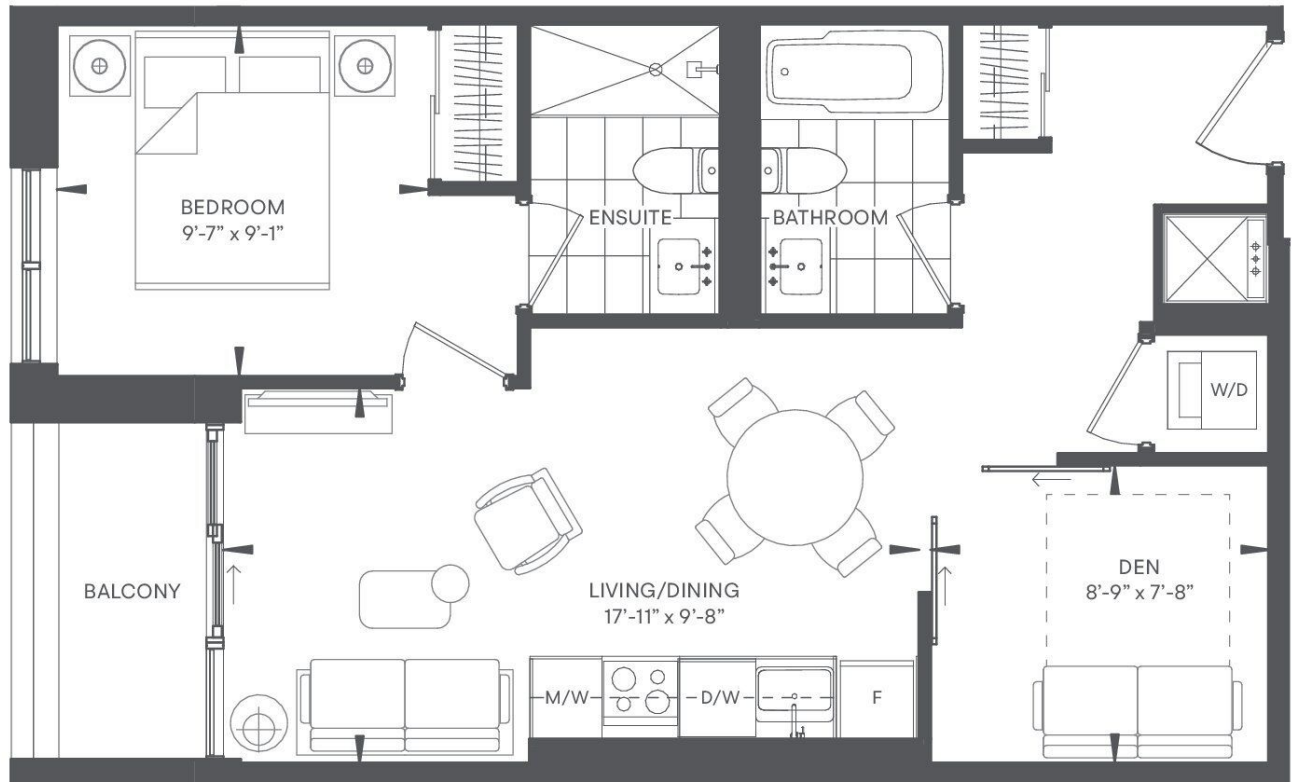 BEDROOM
9’-7” x 9’-1”
ENSUITE
BATHROOM
W/D
BALCONY
LIVING/DINING
17’-11” x 9’-8”
DEN
8’-9” x 7’-8”
M/W
D/W
F